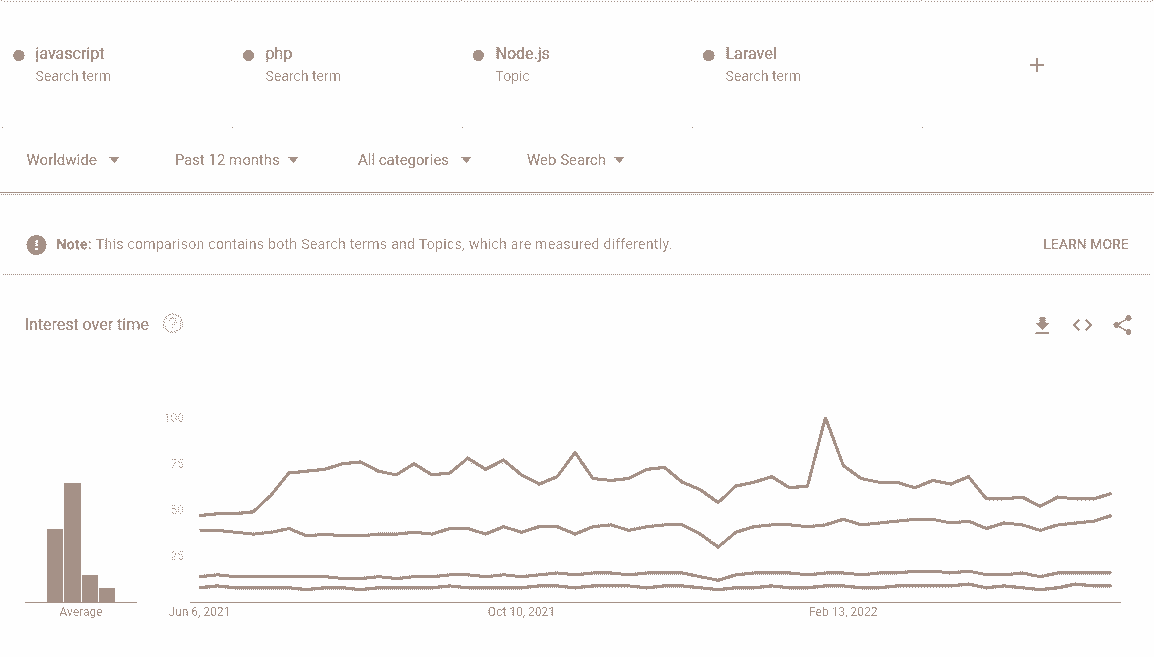 javascript
Search term
php
Search term
Node.js
Topic
Laravel
Search term
+
Worldwide
Past 12 months
All categories
Web Search
Note: This comparison contains both Search terms and Topics, which are measured differently.
LEARN MORE
Interest over time
100
75
50
25
Average
Jun 6, 2021
Oct 10, 2021
Feb 13, 2022